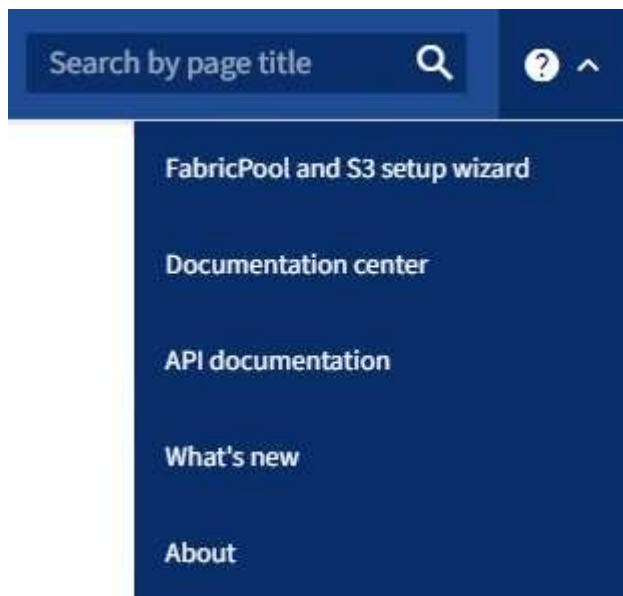 Search by page title
FabricPool and S3 setup wizard
Documentation center
API documentation
What's new
About